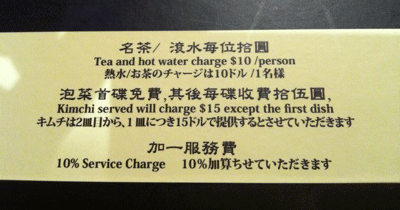 名茶/ 滾水每位拾圓
Tea and hot water charge $10 /person
熱水/お茶のチャージは10ドル /1名様
泡菜首碟免費,其後每碟收費拾伍圓,
Kimchi served will charge $15 except the first dish
キムチは2皿目から、1皿につき15ドルで提供するとさせていただきます
加一服務費
10% Service Charge 10%加算ちせていただきます